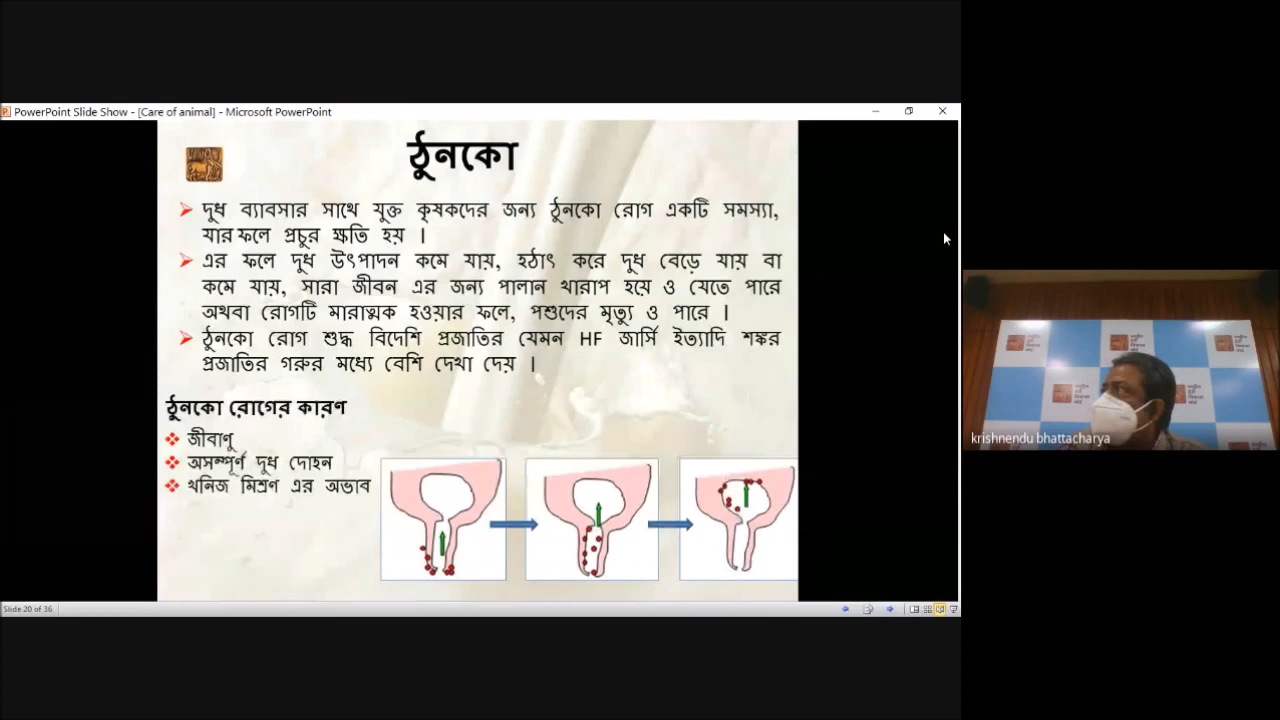 PowerPoint Slide Show - [Care of animal] - Microsoft PowerPoint
ঠুনকো
দুধ ব্যাবসার সাথে যুক্ত কৃষকদের জন্য ঠুনকো রোগ একটি সমস্যা,
যার ফলে প্রচুর ক্ষতি হয় ।
এর ফলে দুধ উৎপাদন কমে যায়, হঠাৎ করে দুধ বেড়ে যায় বা
কমে যায়, সারা জীবন এর জন্য পালান খারাপ হয়ে ও যেতে পারে
অথবা রোগটি মারাত্মক হওয়ার ফলে, পশুদের মৃত্যু ও পারে ।
ঠুনকো রোগ শুদ্ধ বিদেশি প্রজাতির যেমন HF জার্সি ইত্যাদি শঙ্কর
প্রজাতির গরুর মধ্যে বেশি দেখা দেয় ।
ঠুনকো রোগের কারণ
জীবাণু
অসম্পূর্ণ দুধ দোহন
খনিজ মিশ্রণ এর অভাব
Slide 20 of 36
krishnendu bhattacharya